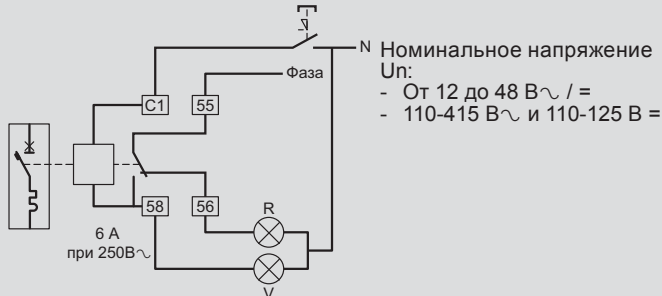 N
Номинальное напряжение
Un:
- От 12 до 48 В∿ / =
- 110-415 В∿ и 110-125 В =
Фаза
C1
55
58
56
R
V
6 А
при 250В∿